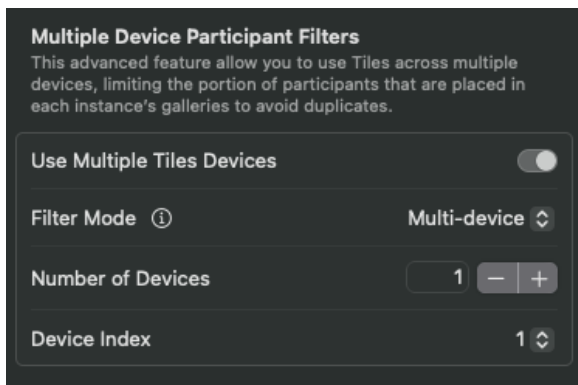 Multiple Device Participant Filters
This advanced feature allow you to use Tiles across multiple
devices, limiting the portion of participants that are placed in
each instance's galleries to avoid duplicates.
Use Multiple Tiles Devices
Filter Mode ⓘ Multi-device
Number of Devices 1 − +
Device Index 1